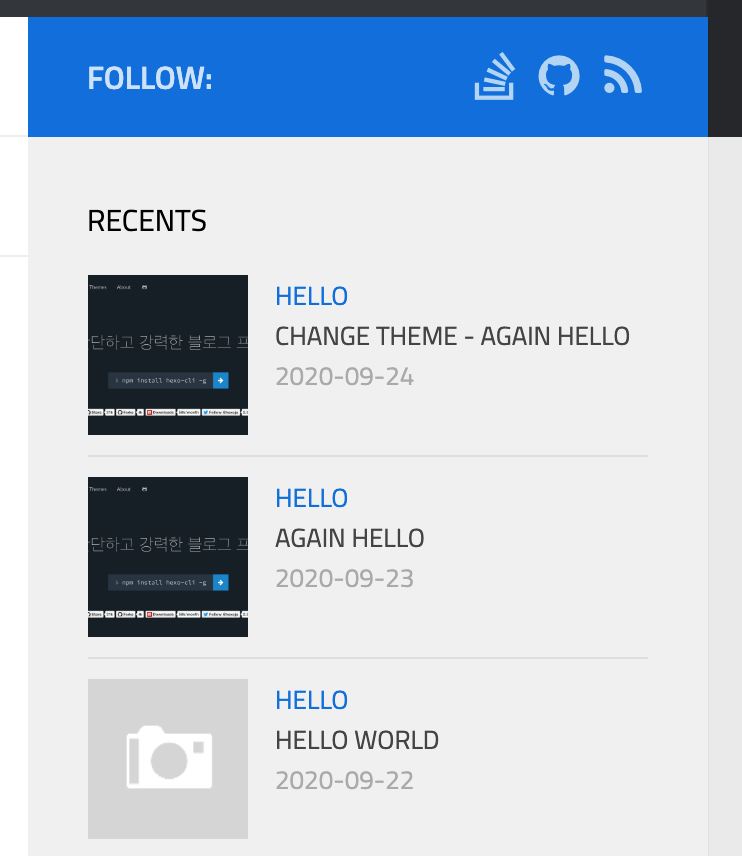 FOLLOW:
RECENTS
Themes About
단하고 강력한 블로그 프
$ npm install hexo-cli -g
HELLO
CHANGE THEME - AGAIN HELLO
2020-09-24
Themes About
단하고 강력한 블로그 프
$ npm install hexo-cli -g
HELLO
AGAIN HELLO
2020-09-23
HELLO
HELLO WORLD
2020-09-22